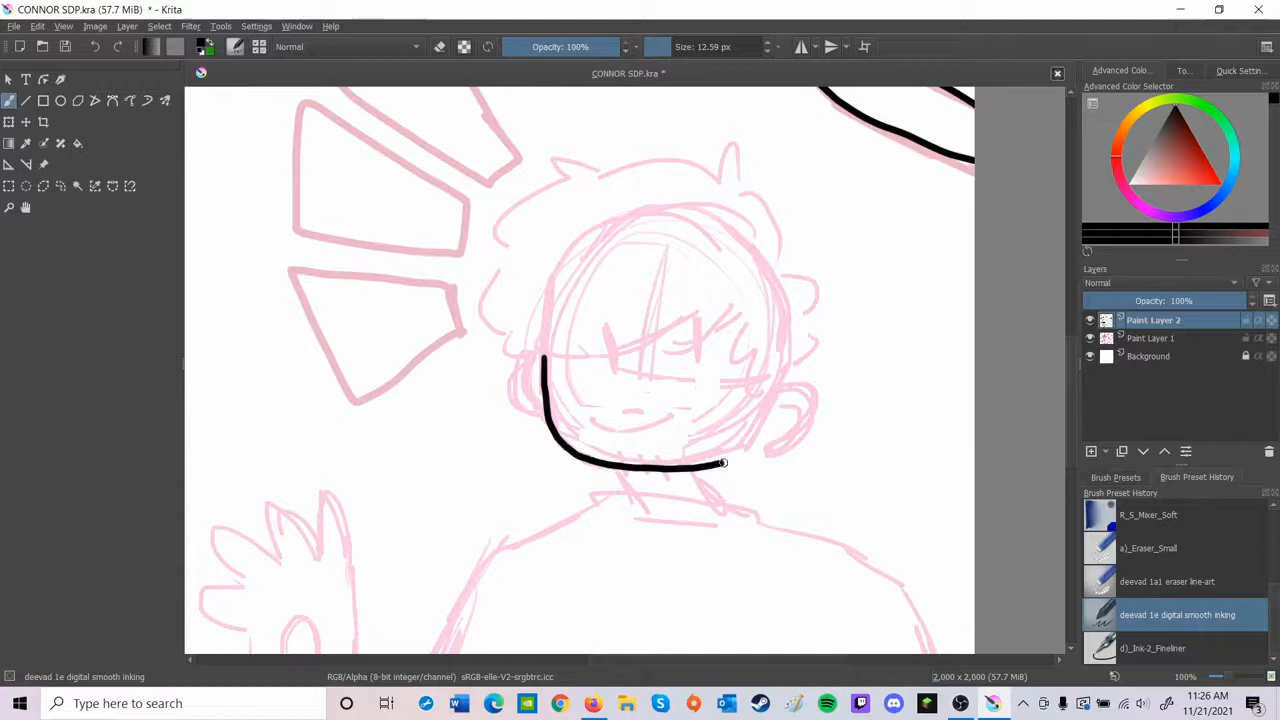 CONNOR SDP.kra (57.7 MiB) * - Krita
File Edit View Image Layer Select Filter Tools Settings Window Help
Normal Opacity: 100% Size: 12.59 px
CONNOR SDP.kra *
Advanced Colo... To... Quick Settin...
Advanced Color Selector
Layers
Normal
Opacity: 100%
Paint Layer 2
Paint Layer 1
Background
Brush Presets Brush Preset History
Brush Preset History
R_S_Mixer_Soft
a)_Eraser_Small
deevad 1a1 eraser line-art
deevad 1e digital smooth inking
d)_Ink-2_Fineliner
deevad 1e digital smooth inking RGB/Alpha (8-bit integer/channel) sRGB-elle-V2-srgbtrc.icc 2,000 x 2,000 (57.7 MiB) 100%
Type here to search
11:26 AM
11/21/2021
3